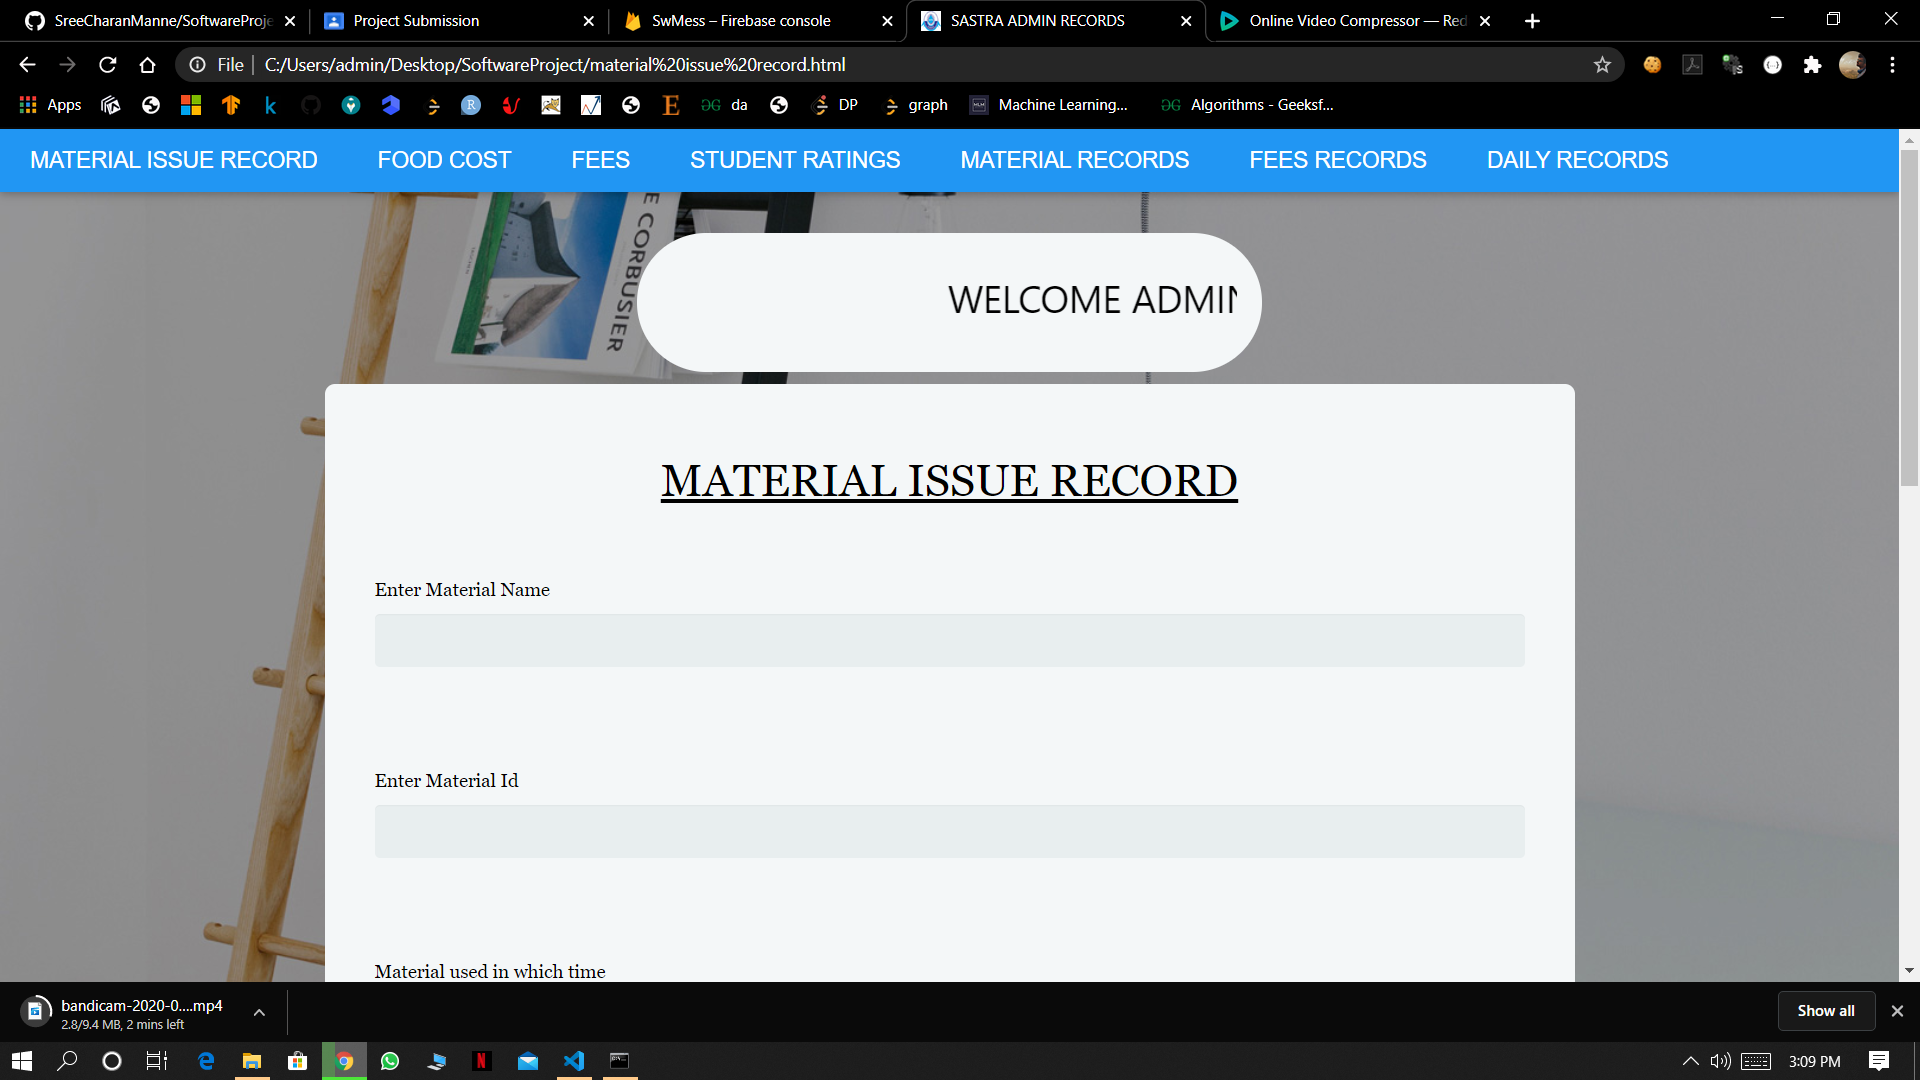 SreeCharanManne/SoftwareProje
Project Submission
SwMess – Firebase console
SASTRA ADMIN RECORDS
Online Video Compressor — Red
File
C:/Users/admin/Desktop/SoftwareProject/material%20issue%20record.html
Apps
da
DP
graph
Machine Learning...
Algorithms - Geeksf...
MATERIAL ISSUE RECORD
FOOD COST
FEES
STUDENT RATINGS
MATERIAL RECORDS
FEES RECORDS
DAILY RECORDS
E CORBUSIER
WELCOME ADMIN
MATERIAL ISSUE RECORD
Enter Material Name
Enter Material Id
Material used in which time
bandicam-2020-0....mp4
2.8/9.4 MB, 2 mins left
Show all
3:09 PM